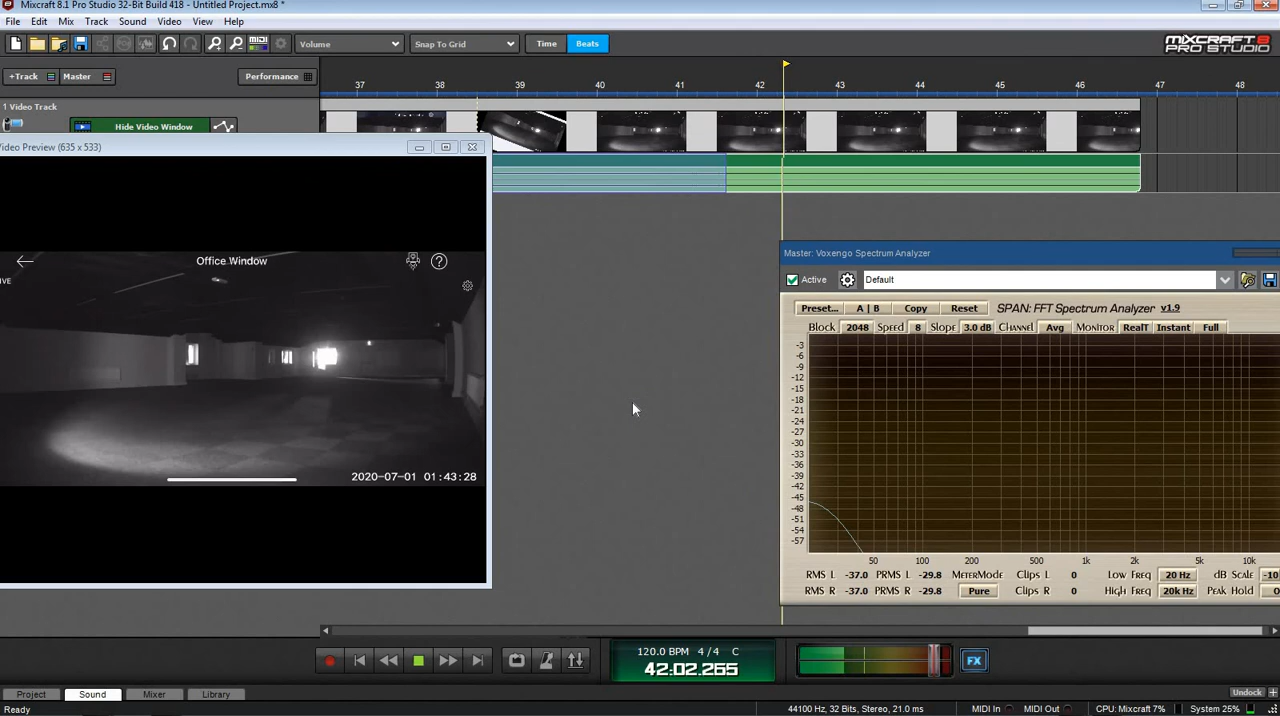 Mixcraft 8.1 Pro Studio 32-Bit Build 418 - Untitled Project.mx8 *
File Edit Mix Track Sound Video View Help
Volume Snap To Grid Time Beats MIXCRAFT 8 PRO STUDIO
+Track Master Performance
37 38 39 40 41 42 43 44 45 46 47 48
1 Video Track
Hide Video Window
Video Preview (635 x 533)
Office Window
2020-07-01 01:43:28
Master: Voxengo Spectrum Analyzer
Active Default
Preset... A | B Copy Reset SPAN: FFT Spectrum Analyzer v1.9
Block 2048 Speed 8 Slope 3.0 dB Channel Avg Monitor RealT Instant Full
-3
-6
-9
-12
-15
-18
-21
-24
-27
-30
-33
-36
-39
-42
-45
-48
-51
-54
-57
50 100 200 500 1k 2k 5k 10k
RMS L -37.0 PRMS L -29.8 MeterMode Clips L 0 Low Freq 20 Hz dB Scale -10
RMS R -37.0 PRMS R -29.8 Pure Clips R 0 High Freq 20k Hz Peak Hold
120.0 BPM 4 / 4 C
42:02.265
FX
Project Sound Mixer Library Undock
Ready 44100 Hz, 32 Bits, Stereo, 21.0 ms MIDI In MIDI Out CPU: Mixcraft 7% System 25%